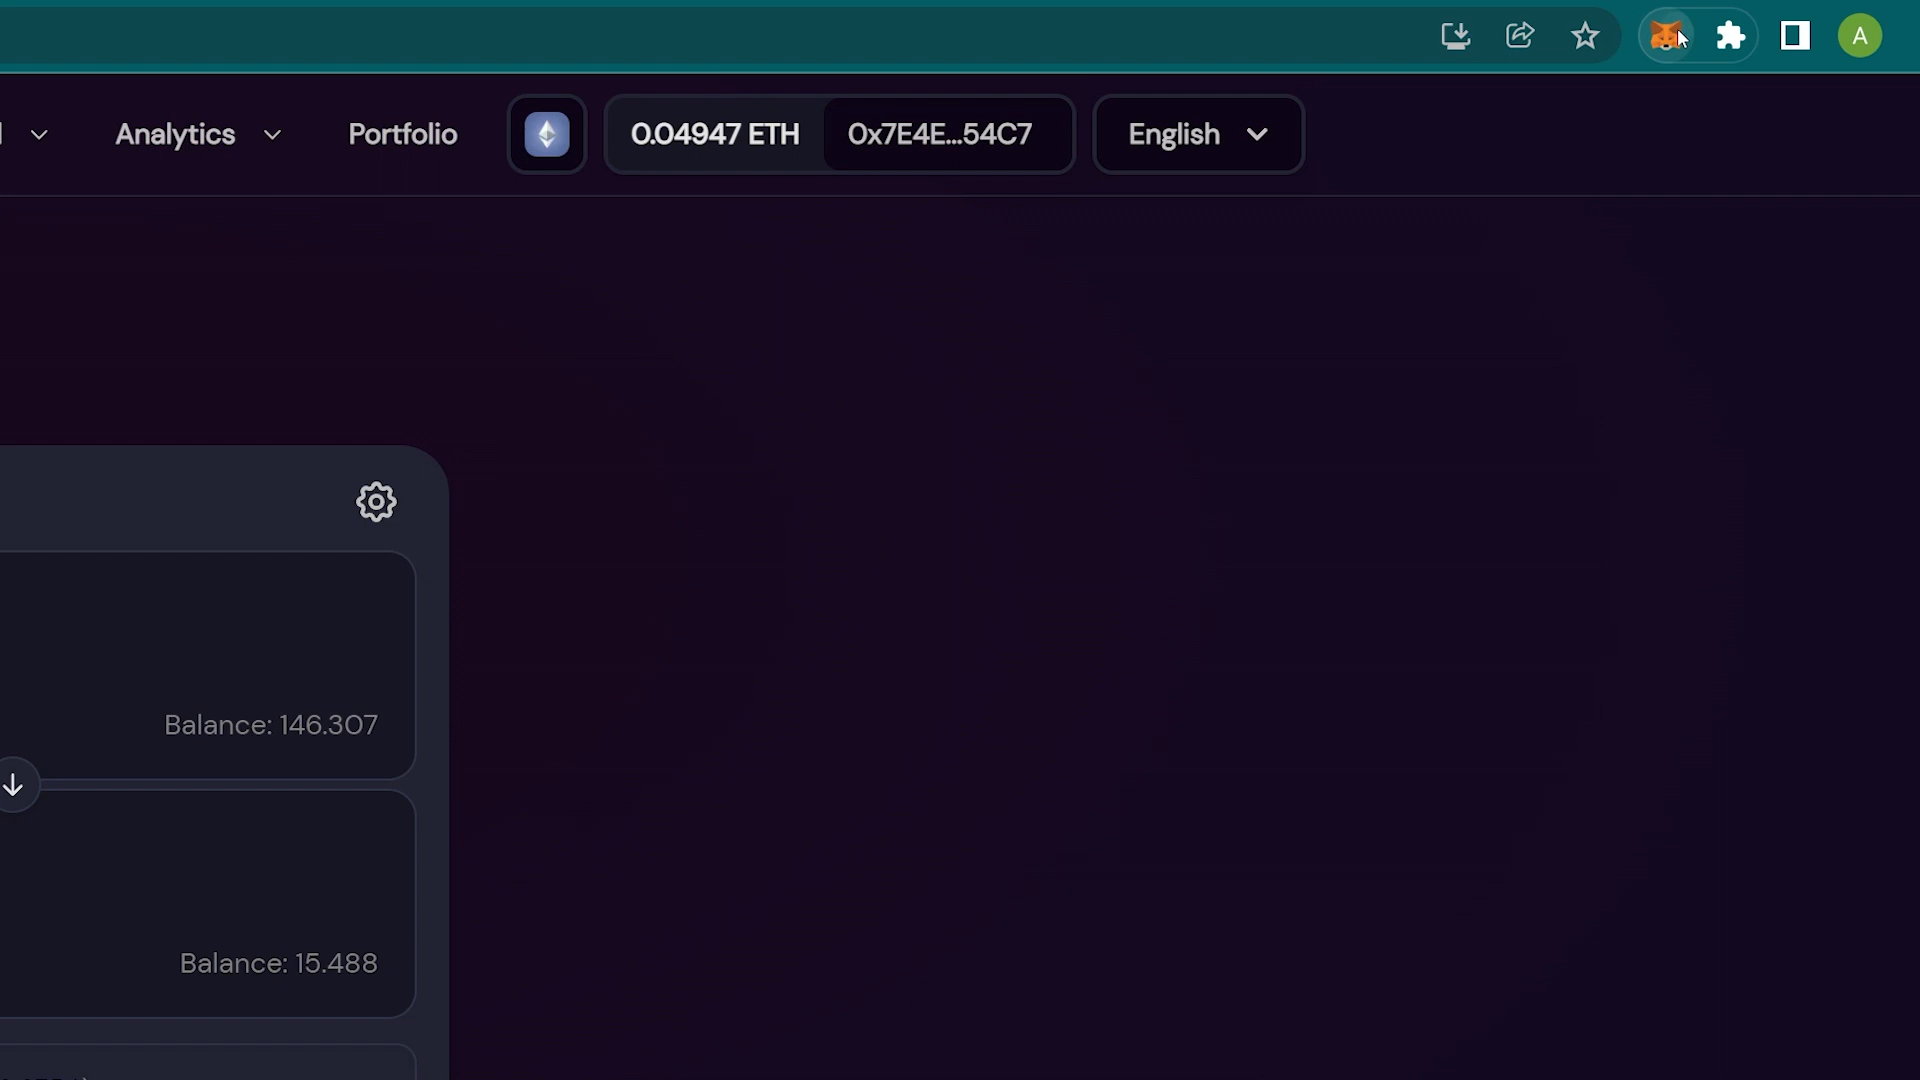 A
Analytics
Portfolio
0.04947 ETH
0x7E4E...54C7
English
Balance: 146.307
Balance: 15.488